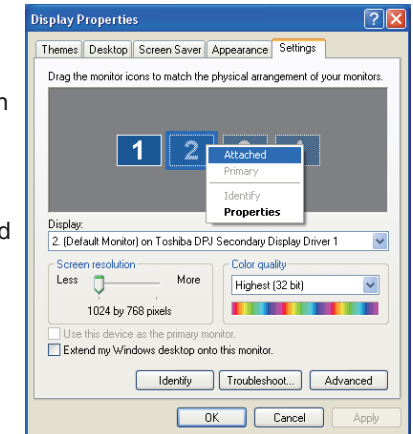 Display Properties
Themes Desktop Screen Saver Appearance Settings
Drag the monitor icons to match the physical arrangement of your monitors.
1 2
Attached
Primary
Identify
Properties
Display:
2. (Default Monitor) on Toshiba DPJ Secondary Display Driver 1
Screen resolution
Less More
1024 by 768 pixels
Color quality
Highest (32 bit)
Use this device as the primary monitor.
Extend my Windows desktop onto this monitor.
Identify Troubleshoot... Advanced
OK Cancel Apply